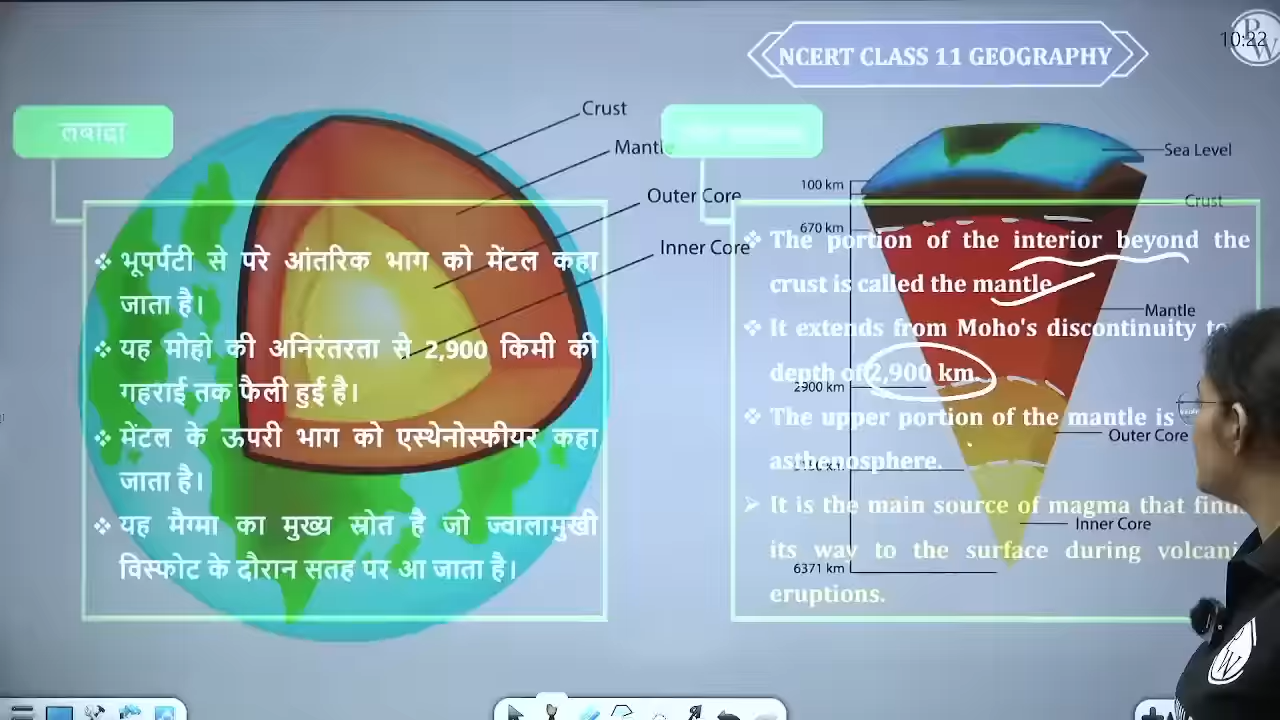 NCERT CLASS 11 GEOGRAPHY
10:22
लबादा
Crust
Mantle
Outer Core
Inner Core
❖ भूपर्पटी से परे आंतरिक भाग को मेंटल कहा
जाता है।
❖ यह मोहो की अनिरंतरता से 2,900 किमी की
गहराई तक फैली हुई है।
❖ मेंटल के ऊपरी भाग को एस्थेनोस्फीयर कहा
जाता है।
❖ यह मैग्मा का मुख्य स्रोत है जो ज्वालामुखी
विस्फोट के दौरान सतह पर आ जाता है।
Sea Level
100 km
Crust
670 km
Mantle
2900 km
Outer Core
Inner Core
6371 km
❖ The portion of the interior beyond the
crust is called the mantle.
❖ It extends from Moho's discontinuity
depth of 2,900 km.
❖ The upper portion of the mantle is
asthenosphere.
➤ It is the main source of magma that
its way to the surface during
eruptions.
PW
W